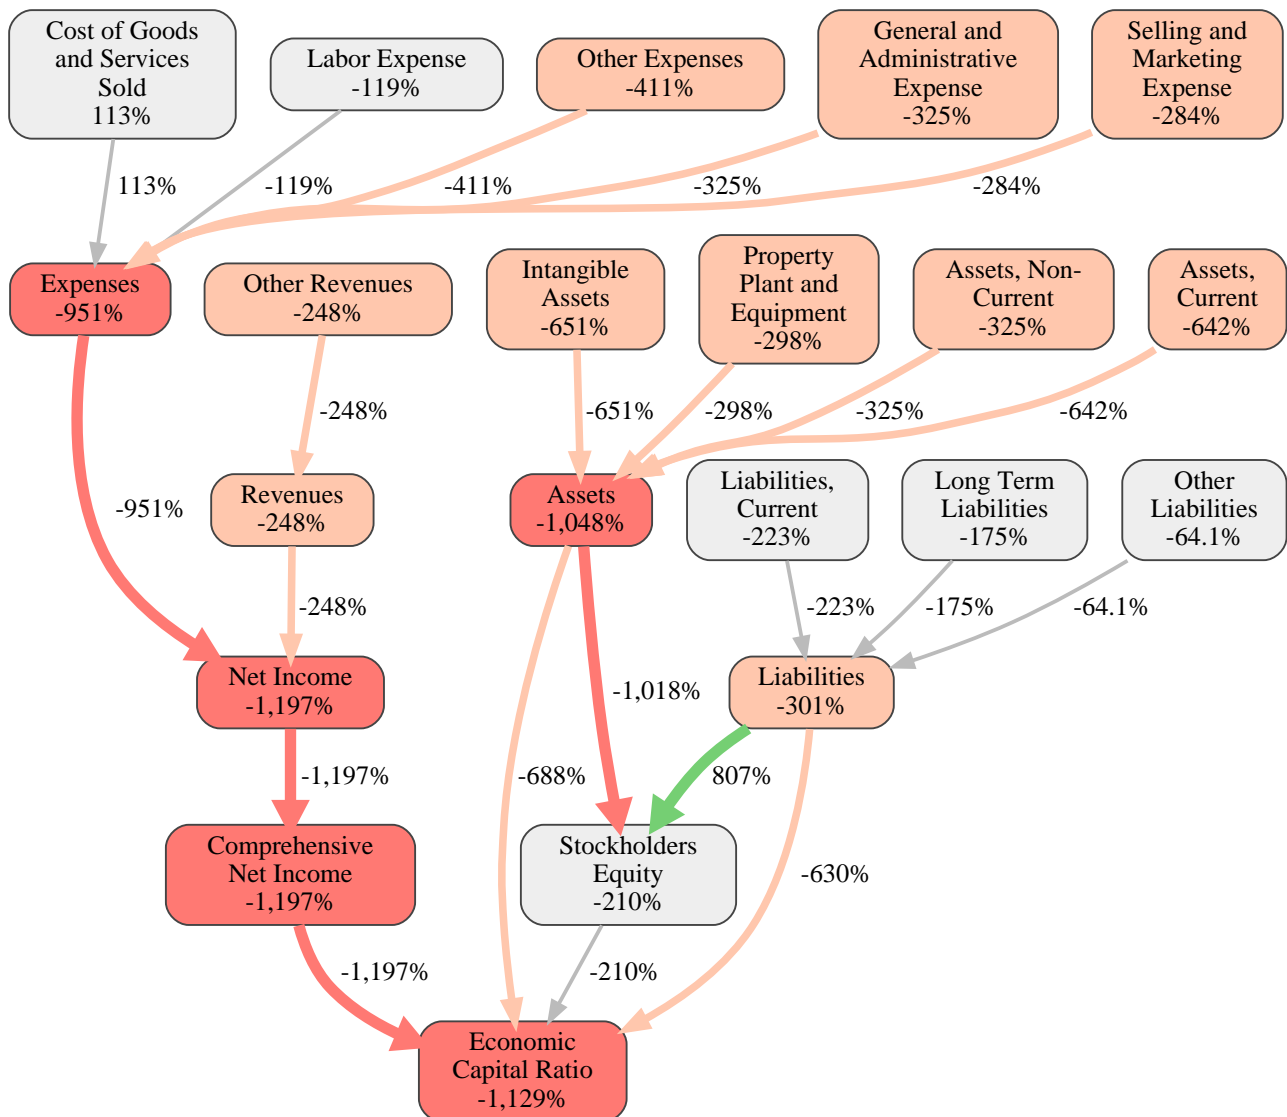 Cost of Goods
and Services
Sold
113%
Labor Expense
-119%
Other Expenses
-411%
General and
Administrative
Expense
-325%
Selling and
Marketing
Expense
-284%
113%
-119%
-411%
-325%
-284%
Expenses
-951%
Other Revenues
-248%
Intangible
Assets
-651%
Property
Plant and
Equipment
-298%
Assets, Non-
Current
-325%
Assets,
Current
-642%
-248%
-651%
-298%
-325%
-642%
-951%
Revenues
-248%
Assets
-1,048%
Liabilities,
Current
-223%
Long Term
Liabilities
-175%
Other
Liabilities
-64.1%
-248%
-223%
-175%
-64.1%
Net Income
-1,197%
-1,018%
Liabilities
-301%
-1,197%
-688%
807%
Comprehensive
Net Income
-1,197%
Stockholders
Equity
-210%
-630%
-1,197%
-210%
Economic
Capital Ratio
-1,129%